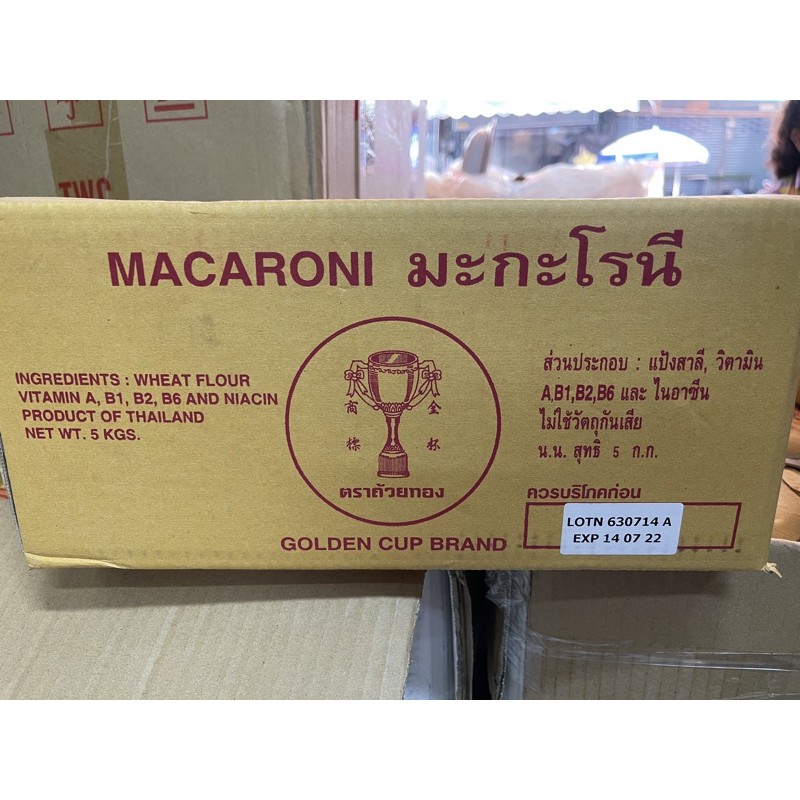 TWG
MACARONI มะกะโรนี
INGREDIENTS : WHEAT FLOUR
VITAMIN A, B1, B2, B6 AND NIACIN
PRODUCT OF THAILAND
NET WT. 5 KGS.
商 金
標 杯
ตราถ้วยทอง
GOLDEN CUP BRAND
ส่วนประกอบ : แป้งสาลี, วิตามิน
A,B1,B2,B6 และ ไนอาซีน
ไม่ใช้วัตถุกันเสีย
น.น. สุทธิ 5 ก.ก.
ควรบริโภคก่อน
LOTN 630714 A
EXP 14 07 22